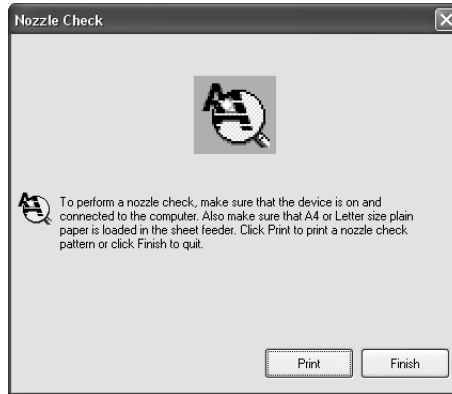 Nozzle Check
To perform a nozzle check, make sure that the device is on and
connected to the computer. Also make sure that A4 or Letter size plain
paper is loaded in the sheet feeder. Click Print to print a nozzle check
pattern or click Finish to quit.
Print
Finish